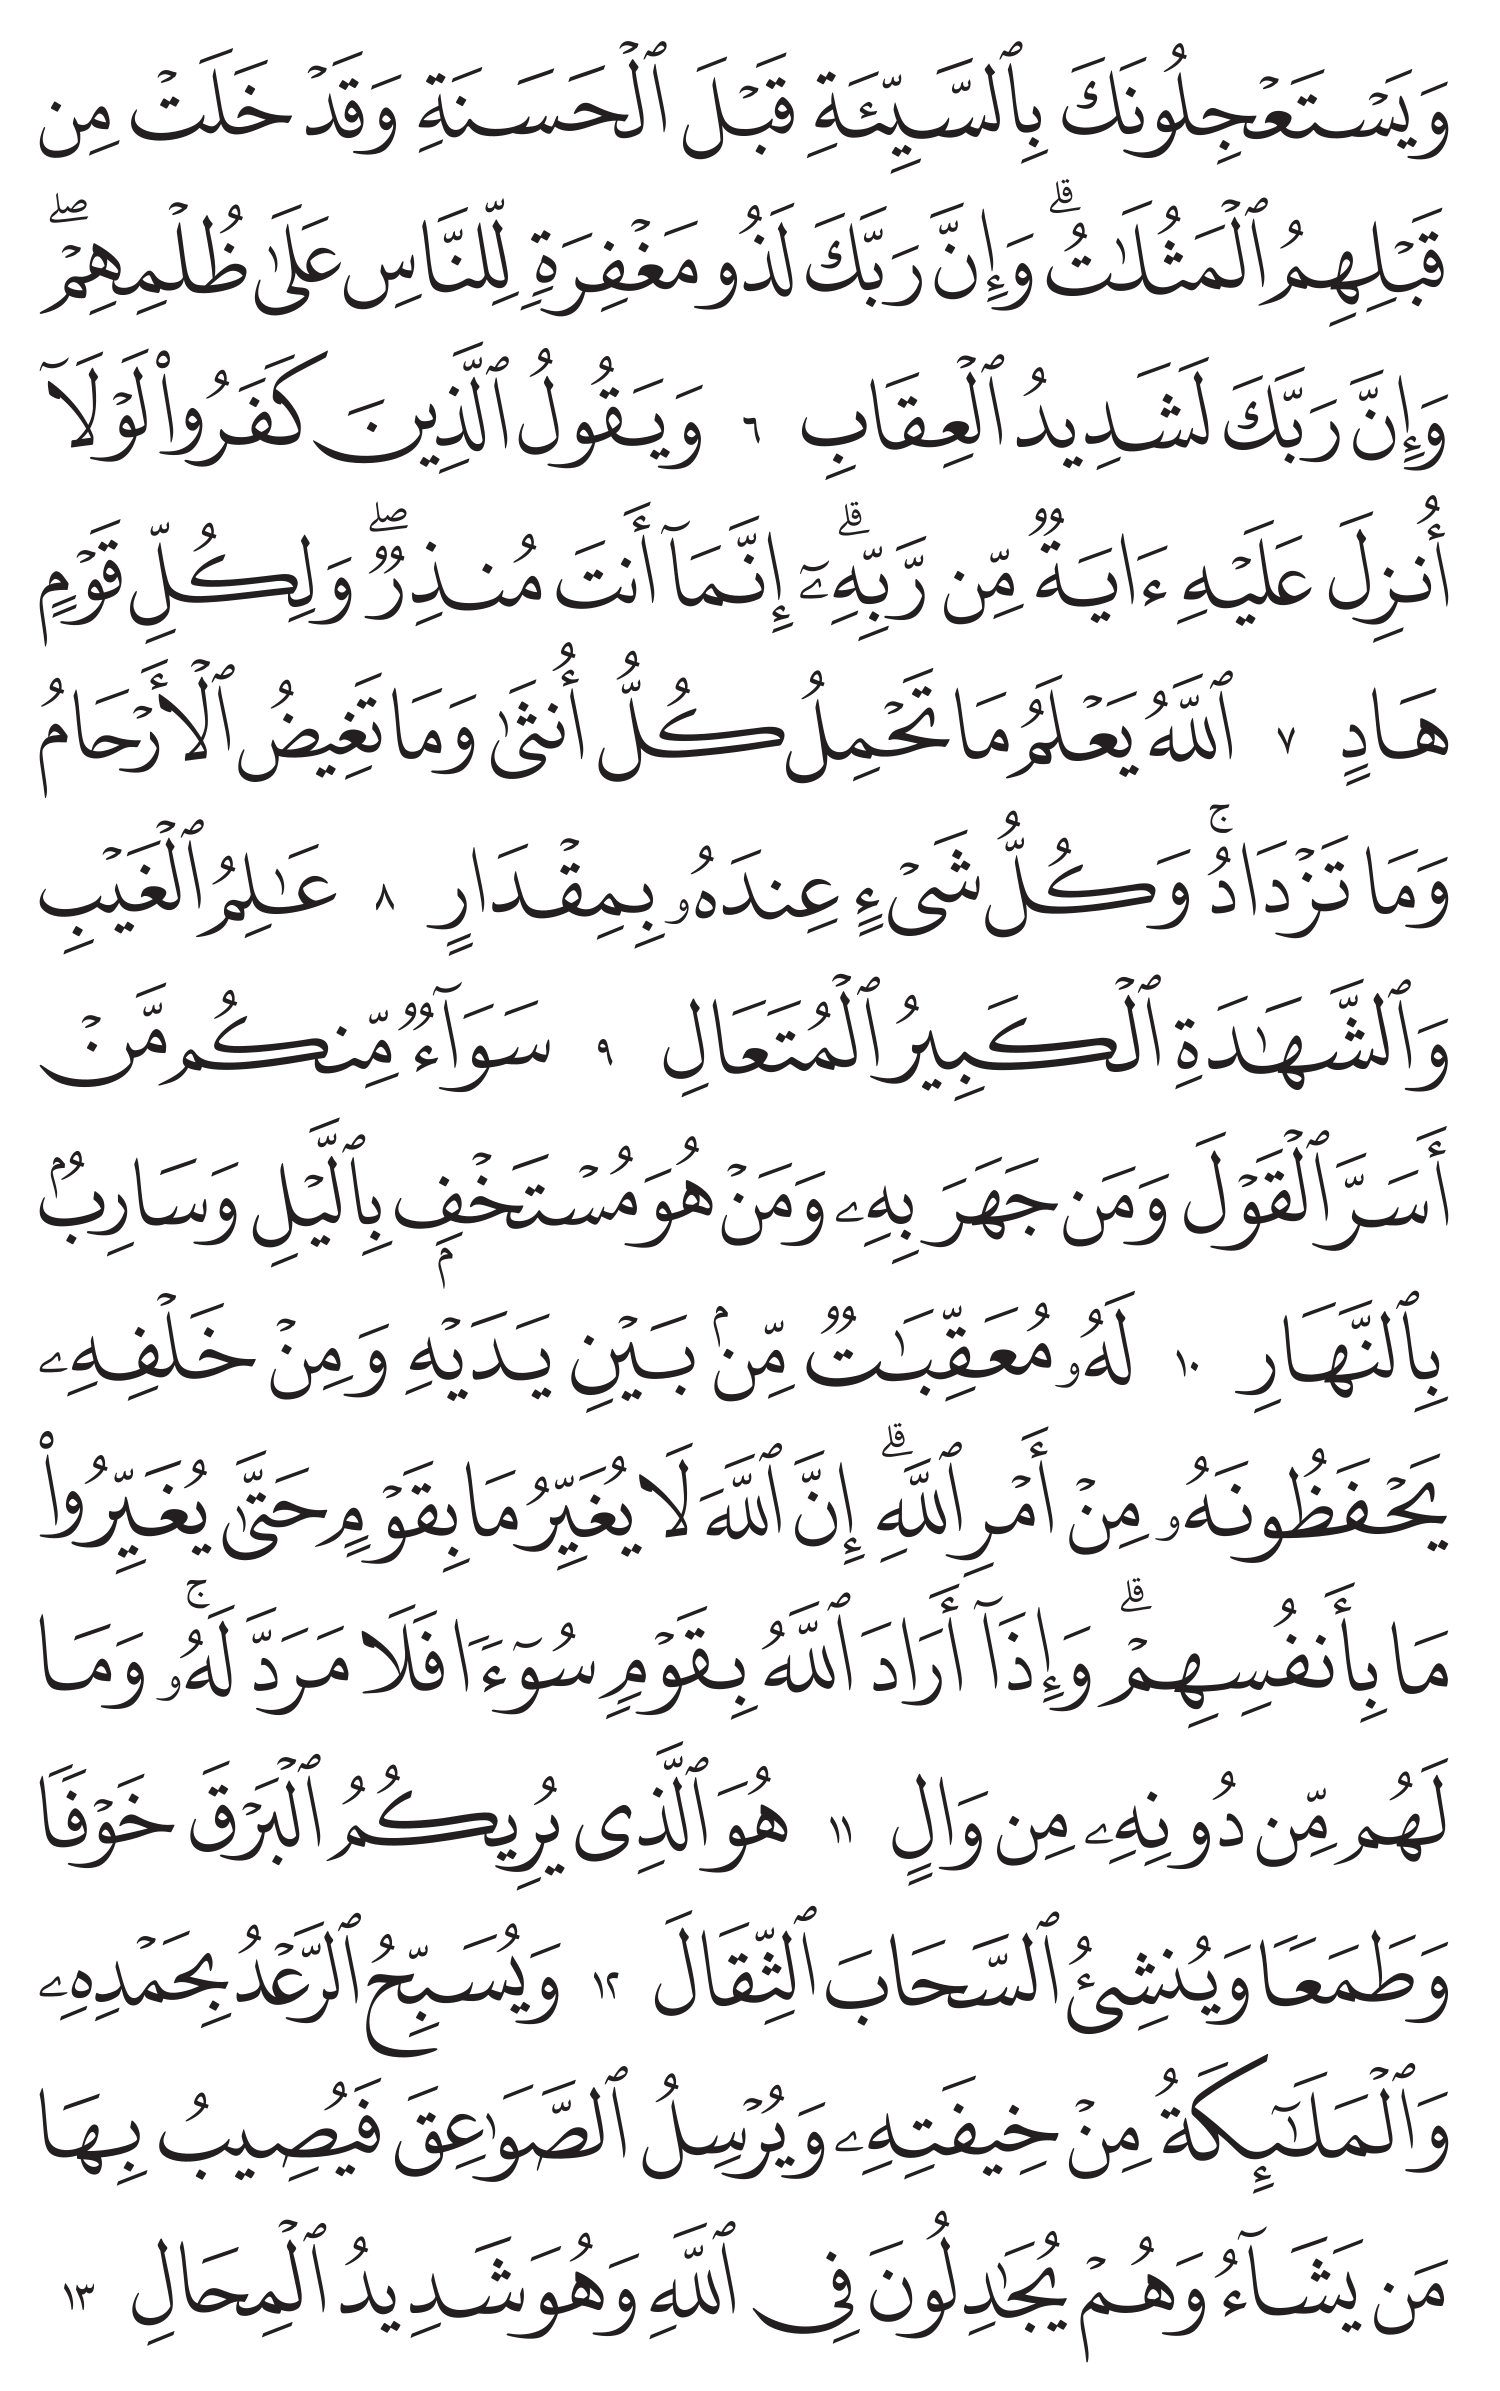 وَيَسۡتَعۡجِلُونَكَ بِٱلسَّيِّئَةِ قَبۡلَ ٱلۡحَسَنَةِ وَقَدۡ خَلَتۡ مِن
قَبۡلِهِمُ ٱلۡمَثُلَٰتُۗ وَإِنَّ رَبَّكَ لَذُو مَغۡفِرَةٖ لِّلنَّاسِ عَلَىٰ ظُلۡمِهِمۡۖ
وَإِنَّ رَبَّكَ لَشَدِيدُ ٱلۡعِقَابِ ٦ وَيَقُولُ ٱلَّذِينَ كَفَرُواْ لَوۡلَآ
أُنزِلَ عَلَيۡهِ ءَايَةٞ مِّن رَّبِّهِۦٓۗ إِنَّمَآ أَنتَ مُنذِرٞۖ وَلِكُلِّ قَوۡمٍ
هَادٍ ٧ ٱللَّهُ يَعۡلَمُ مَا تَحۡمِلُ كُلُّ أُنثَىٰ وَمَا تَغِيضُ ٱلۡأَرۡحَامُ
وَمَا تَزۡدَادُۚ وَكُلُّ شَيۡءٍ عِندَهُۥ بِمِقۡدَارٍ ٨ عَٰلِمُ ٱلۡغَيۡبِ
وَٱلشَّهَٰدَةِ ٱلۡكَبِيرُ ٱلۡمُتَعَالِ ٩ سَوَآءٞ مِّنكُم مَّنۡ
أَسَرَّ ٱلۡقَوۡلَ وَمَن جَهَرَ بِهِۦ وَمَنۡ هُوَ مُسۡتَخۡفِۭ بِٱلَّيۡلِ وَسَارِبُۢ
بِٱلنَّهَارِ ١٠ لَهُۥ مُعَقِّبَٰتٞ مِّنۢ بَيۡنِ يَدَيۡهِ وَمِنۡ خَلۡفِهِۦ
يَحۡفَظُونَهُۥ مِنۡ أَمۡرِ ٱللَّهِۗ إِنَّ ٱللَّهَ لَا يُغَيِّرُ مَا بِقَوۡمٍ حَتَّىٰ يُغَيِّرُواْ
مَا بِأَنفُسِهِمۡۗ وَإِذَآ أَرَادَ ٱللَّهُ بِقَوۡمٖ سُوٓءٗا فَلَا مَرَدَّ لَهُۥۚ وَمَا
لَهُم مِّن دُونِهِۦ مِن وَالٍ ١١ هُوَ ٱلَّذِي يُرِيكُمُ ٱلۡبَرۡقَ خَوۡفٗا
وَطَمَعٗا وَيُنشِئُ ٱلسَّحَابَ ٱلثِّقَالَ ١٢ وَيُسَبِّحُ ٱلرَّعۡدُ بِحَمۡدِهِۦ
وَٱلۡمَلَٰٓئِكَةُ مِنۡ خِيفَتِهِۦ وَيُرۡسِلُ ٱلصَّوَٰعِقَ فَيُصِيبُ بِهَا
مَن يَشَآءُ وَهُمۡ يُجَٰدِلُونَ فِي ٱللَّهِ وَهُوَ شَدِيدُ ٱلۡمِحَالِ ١٣